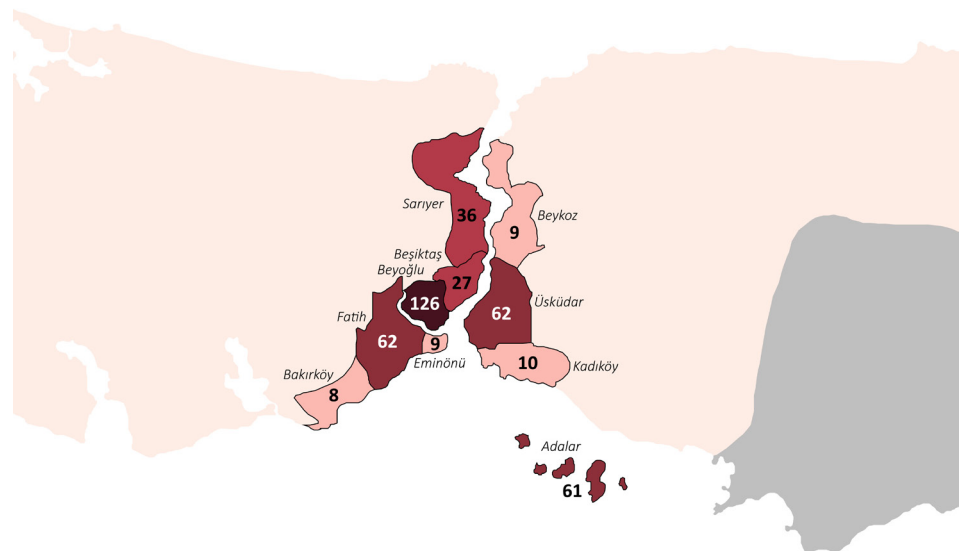 Sarıyer
36
Beykoz
9
Beşiktaş
27
Beyoğlu
126
Üsküdar
62
Fatih
62
Eminönü
9
Kadıköy
10
Bakırköy
8
Adalar
61